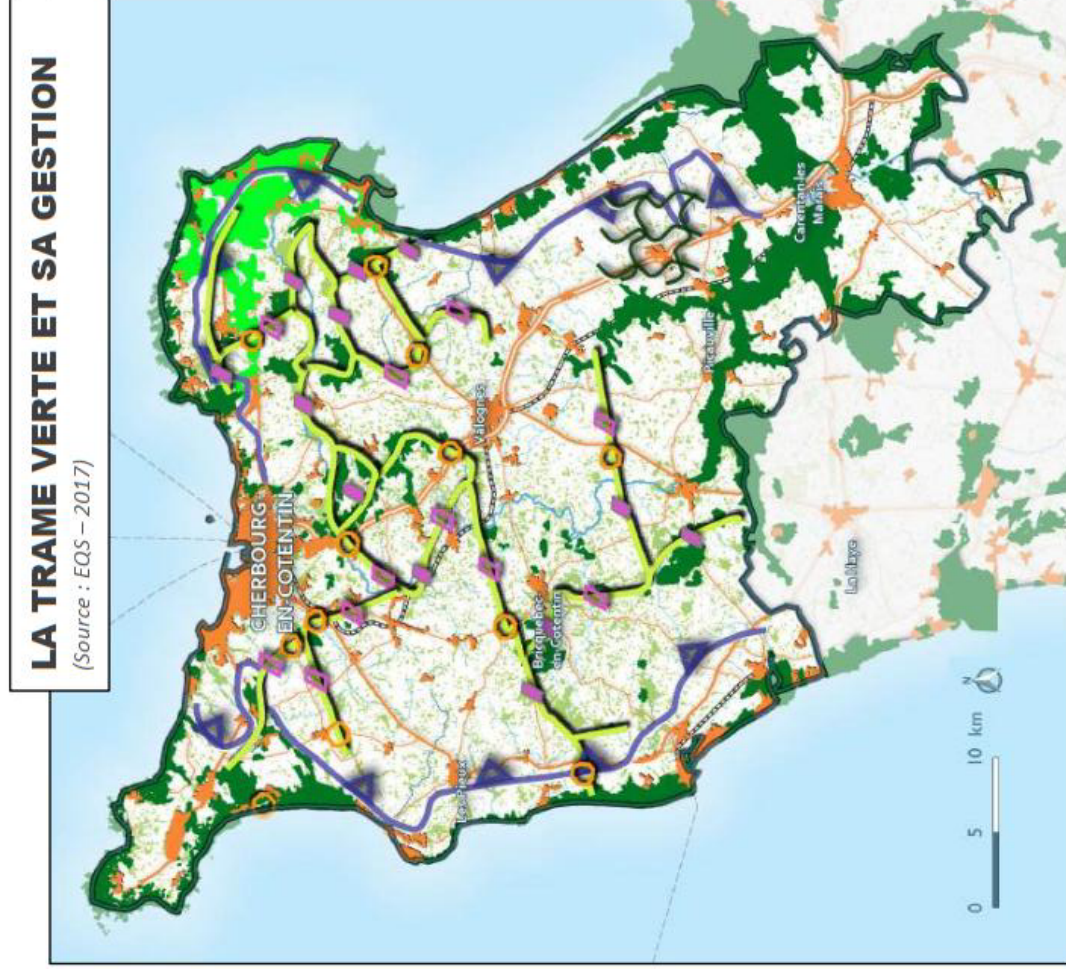 LA TRAME VERTE ET SA GESTION
(Source : EQS – 2017)
CHERBOURG-
EN-COTENTIN
Valognes
Les Pieux
Bricquebec
en Cotentin
Picauville
Carentan les
Marais
La Haye
N
0 5 10 km